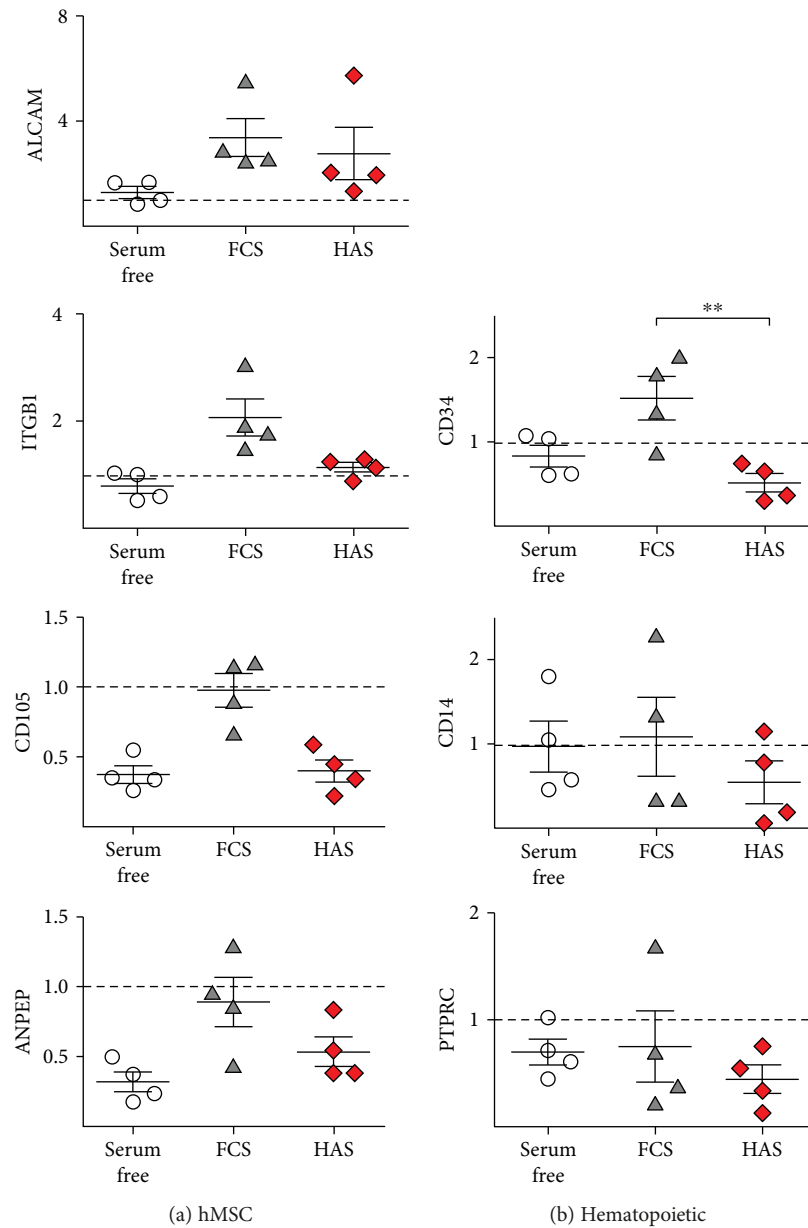 8
4
ALCAM
Serum
free
FCS
HAS
4
2
ITGB1
Serum
free
FCS
HAS
1.5
1.0
0.5
CD105
Serum
free
FCS
HAS
1.5
1.0
0.5
ANPEP
Serum
free
FCS
HAS
(a) hMSC
**
2
1
CD34
Serum
free
FCS
HAS
2
1
CD14
Serum
free
FCS
HAS
2
1
PTPRC
Serum
free
FCS
HAS
(b) Hematopoietic